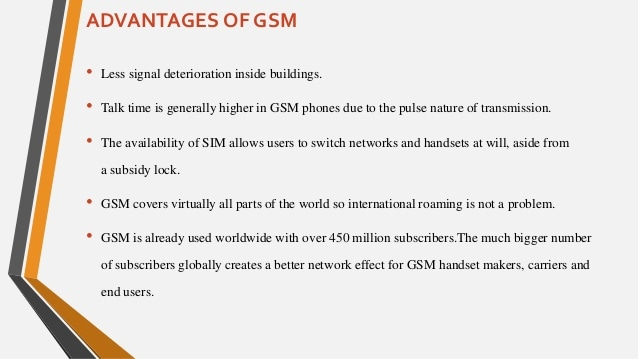 ADVANTAGES OF GSM
• Less signal deterioration inside buildings.
• Talk time is generally higher in GSM phones due to the pulse nature of transmission.
• The availability of SIM allows users to switch networks and handsets at will, aside from
a subsidy lock.
• GSM covers virtually all parts of the world so international roaming is not a problem.
• GSM is already used worldwide with over 450 million subscribers.The much bigger number
of subscribers globally creates a better network effect for GSM handset makers, carriers and
end users.